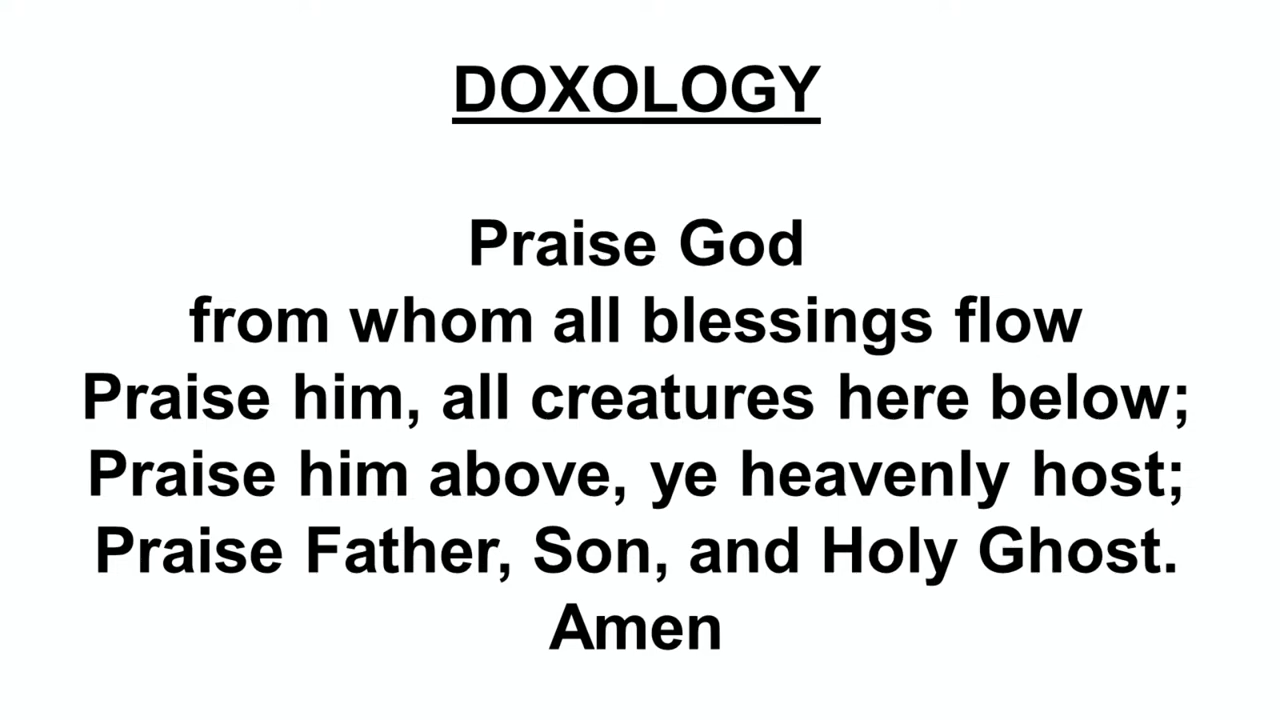 DOXOLOGY
Praise God
from whom all blessings flow
Praise him, all creatures here below;
Praise him above, ye heavenly host;
Praise Father, Son, and Holy Ghost.
Amen